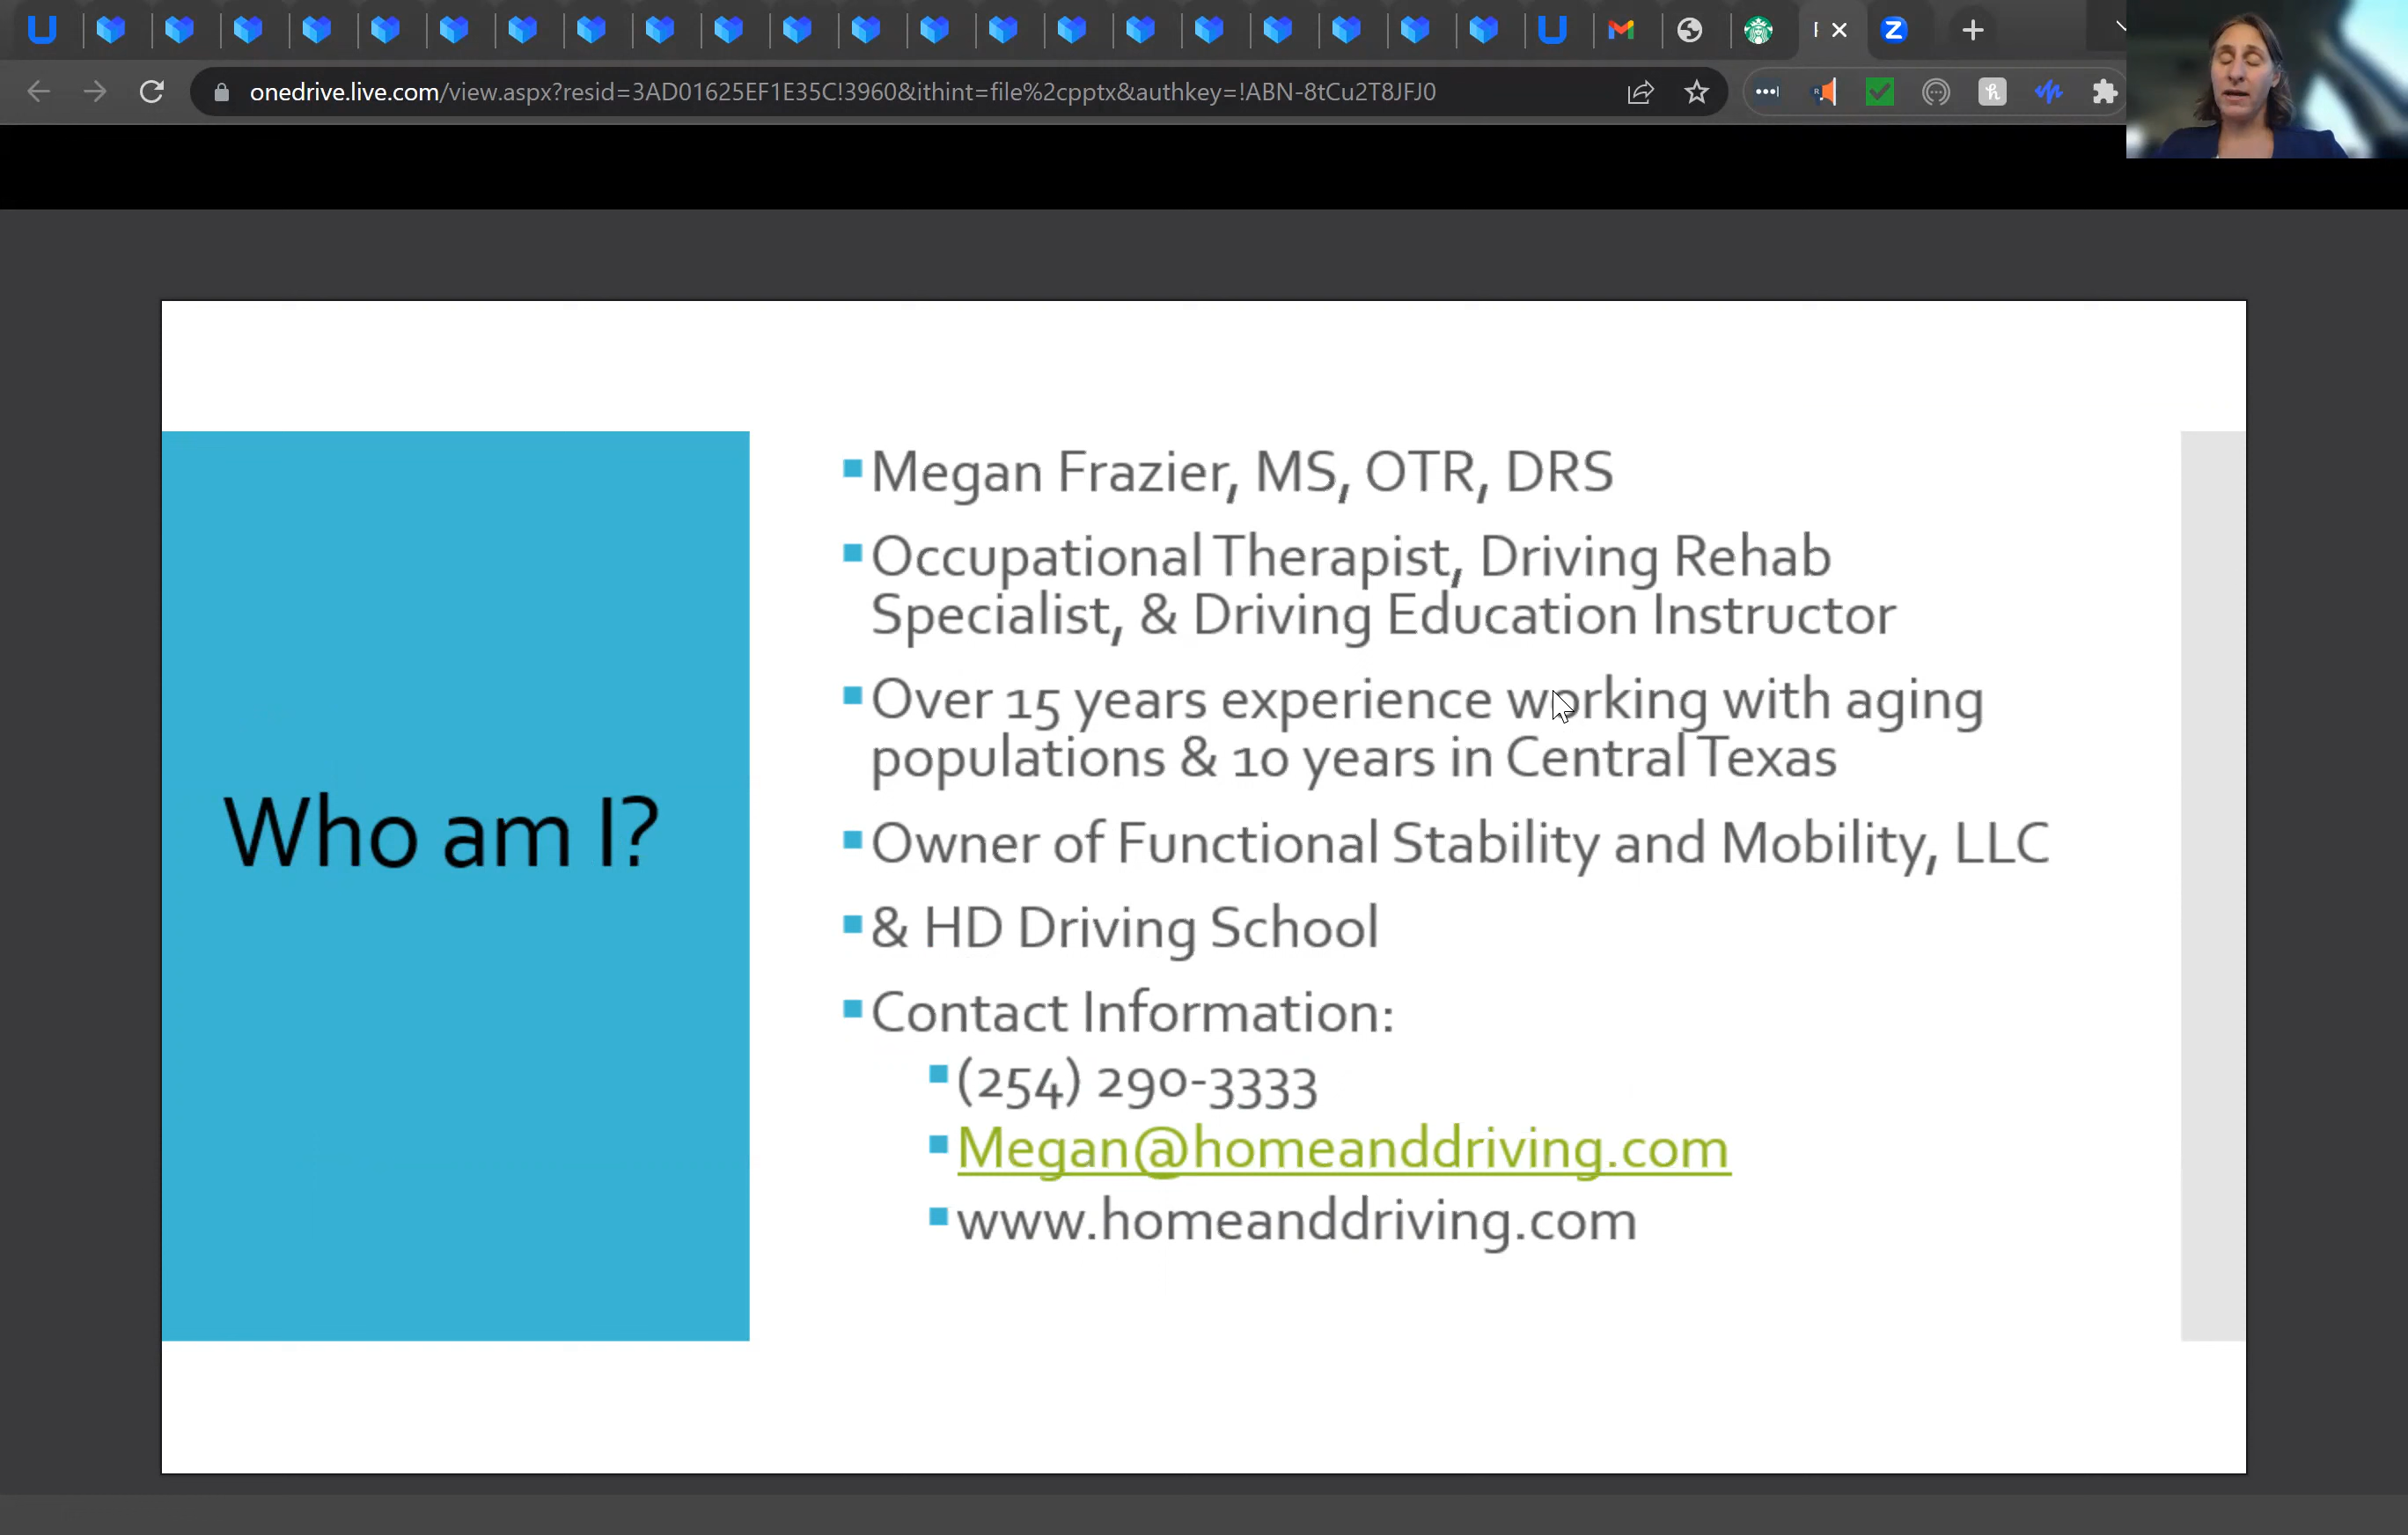 onedrive.live.com/view.aspx?resid=3AD01625EF1E35C!3960&ithint=file%2cpptx&authkey=!ABN-8tCu2T8JFJ0
Who am I?
Megan Frazier, MS, OTR, DRS
Occupational Therapist, Driving Rehab
Specialist, & Driving Education Instructor
Over 15 years experience working with aging
populations & 10 years in Central Texas
Owner of Functional Stability and Mobility, LLC
& HD Driving School
Contact Information:
(254) 290-3333
Megan@homeanddriving.com
www.homeanddriving.com